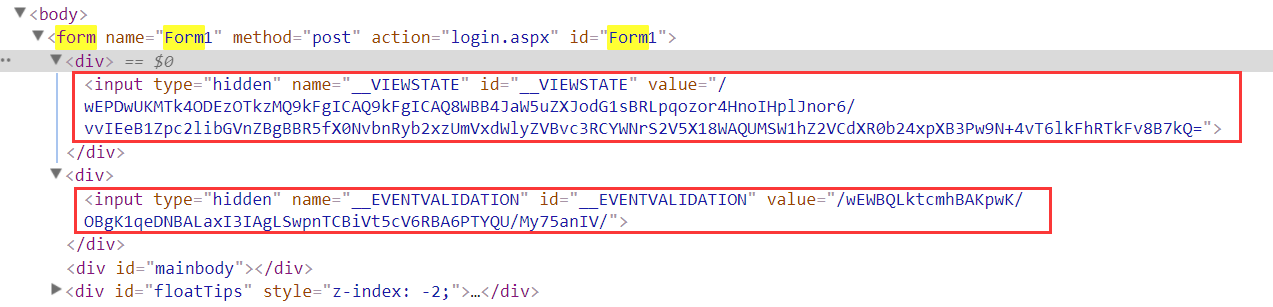 ▼<body>
▼<form name="Form1" method="post" action="login.aspx" id="Form1">
▼<div> == $0
<input type="hidden" name="__VIEWSTATE" id="__VIEWSTATE" value="/
wEPDwUKMTk4ODEzOTkzMQ9kFgICAQ9kFgICAQ8WBB4JaW5uZXJodG1sBRLpqozor4HnoIHplJnor6/
vvIEeB1Zpc2libGVnZBgBBR5fX0NvbnRyb2xzUmVxdWlyZVBvc3RCYWNrS2V5X18WAQUMSW1hZ2VCdXR0b24xpXB3Pw9N+4vT6lkFhRTkFv8B7kQ=">
</div>
▼<div>
<input type="hidden" name="__EVENTVALIDATION" id="__EVENTVALIDATION" value="/wEWBQLktcmhBAKpwK/
OBgK1qeDNBALaxI3IAgLSwpnTCBiVt5cV6RBA6PTYQU/My75anIV/">
</div>
<div id="mainbody"></div>
▶<div id="floatTips" style="z-index: -2;">…</div>